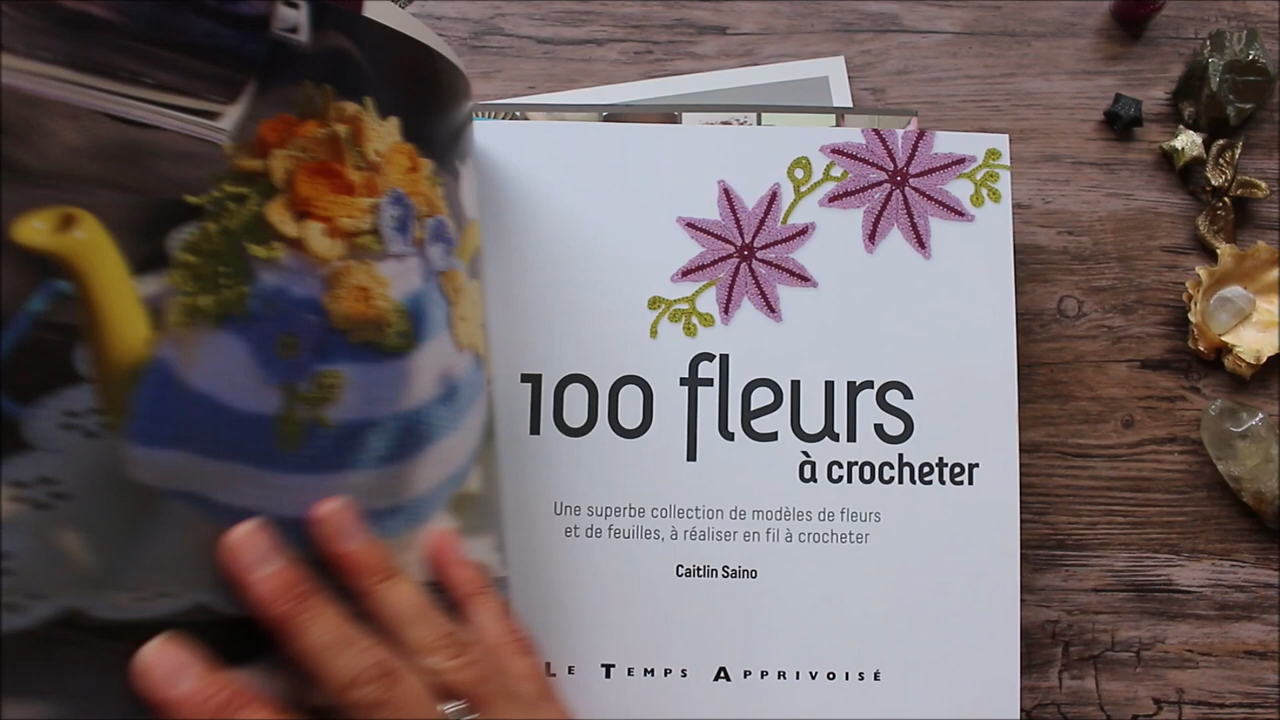 100 fleurs
à crocheter
Une superbe collection de modèles de fleurs
et de feuilles, à réaliser en fil à crocheter
Caitlin Saino
Le Temps Apprivoisé